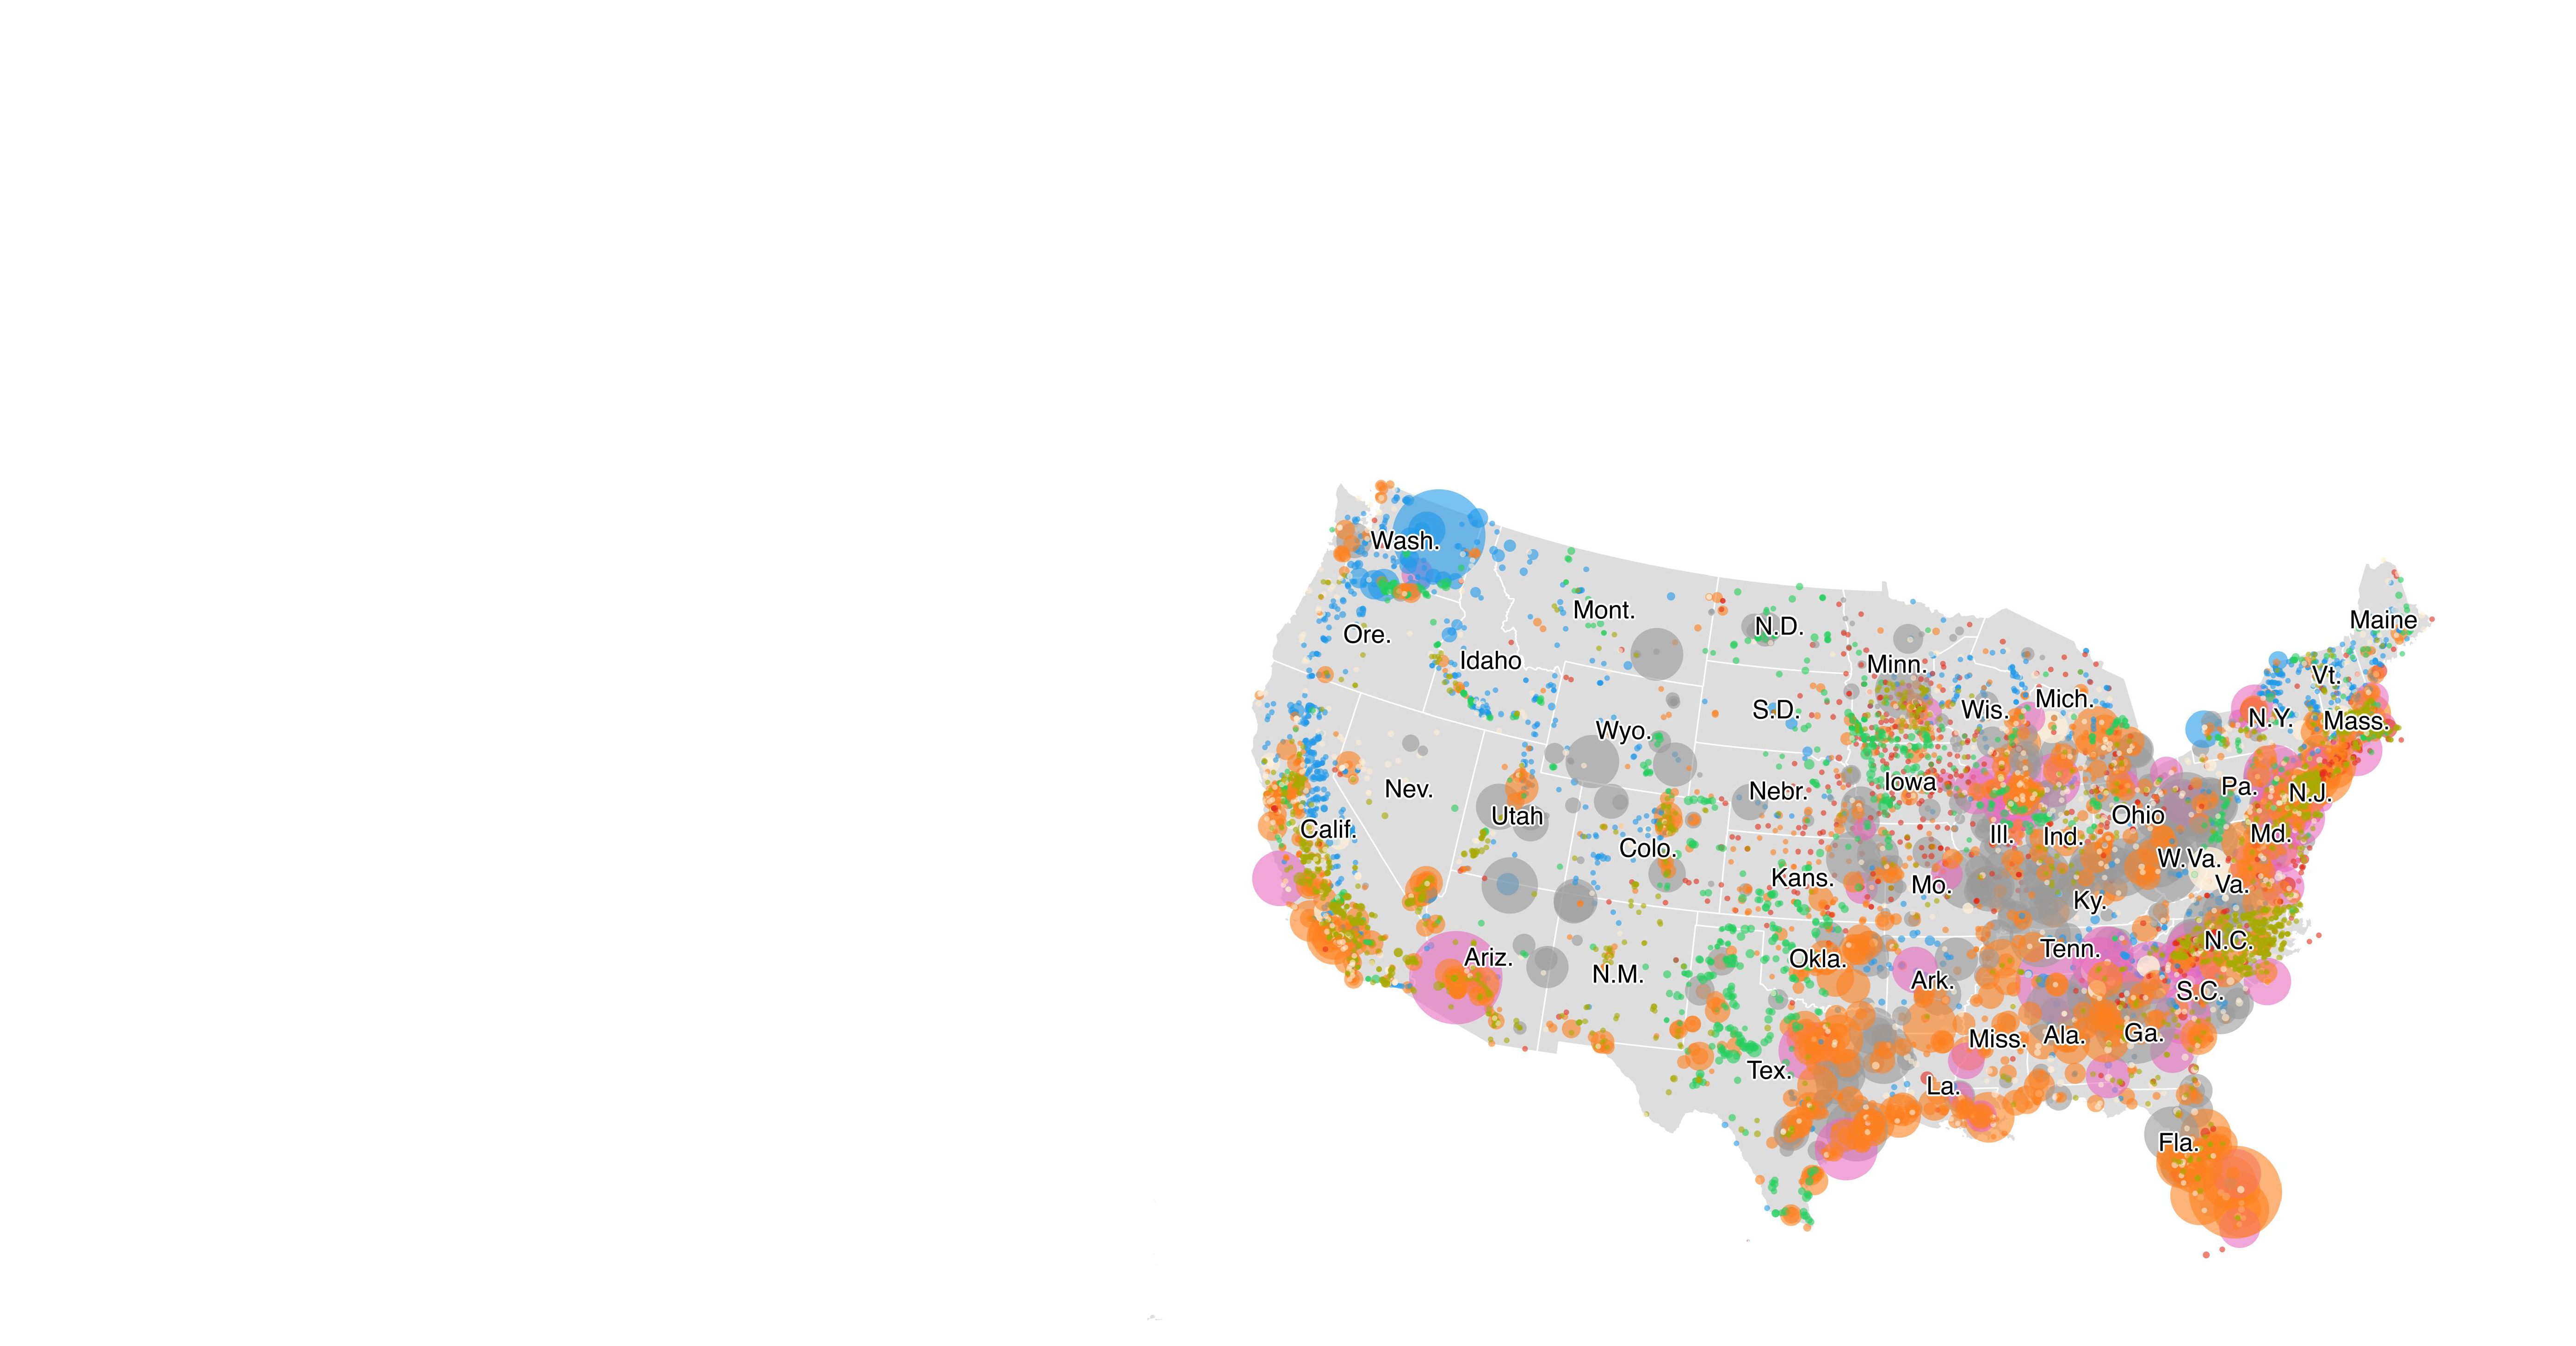 Wash.
Mont.
N.D.
Maine
Ore.
Idaho
Minn.
Vt.
S.D.
Wis.
Mich.
N.Y.
Mass.
Wyo.
Nev.
Utah
Nebr.
Iowa
Pa.
N.J.
Ohio
Calif.
Colo.
Ill.
Ind.
Md.
W.Va.
Kans.
Mo.
Va.
Ky.
Ariz.
N.M.
Okla.
Tenn.
N.C.
Ark.
S.C.
Tex.
Miss.
Ala.
Ga.
La.
Fla.